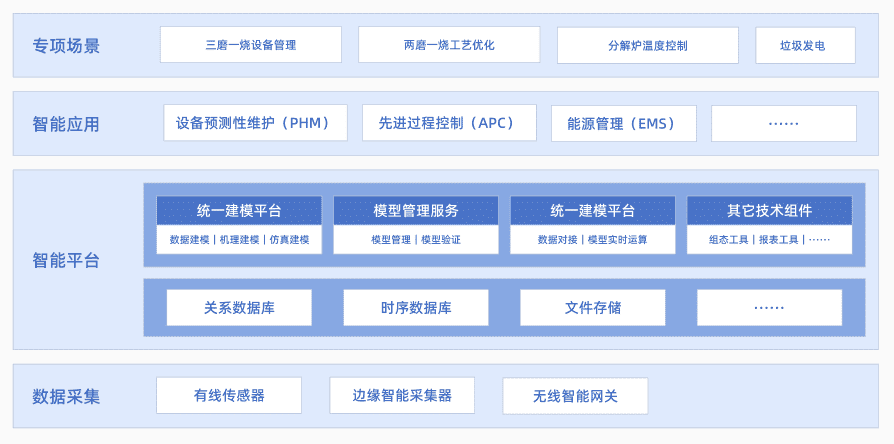 专项场景
三磨一烧设备管理
两磨一烧工艺优化
分解炉温度控制
垃圾发电
智能应用
设备预测性维护（PHM）
先进过程控制（APC）
能源管理（EMS）
……
智能平台
统一建模平台
模型管理服务
统一建模平台
其它技术组件
数据建模 | 机理建模 | 仿真建模
模型管理 | 模型验证
数据对接 | 模型实时运算
组态工具 | 报表工具 | ……
关系数据库
时序数据库
文件存储
……
数据采集
有线传感器
边缘智能采集器
无线智能网关